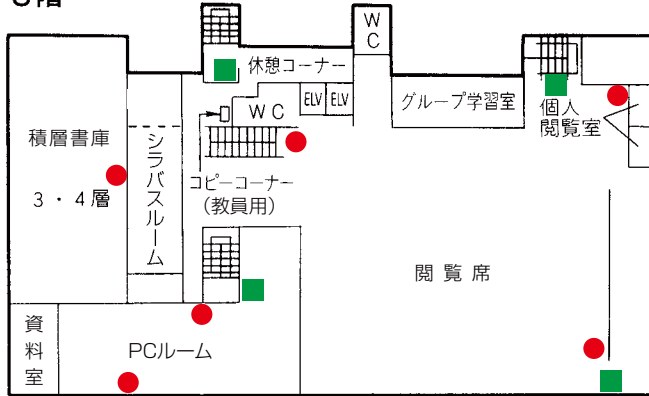 3階
WC
休憩コーナー
ELV
ELV
WC
グループ学習室
個人
閲覧室
積層書庫
3・4層
シラバスルーム
コピーコーナー
(教員用)
閲覧席
資料室
PCルーム